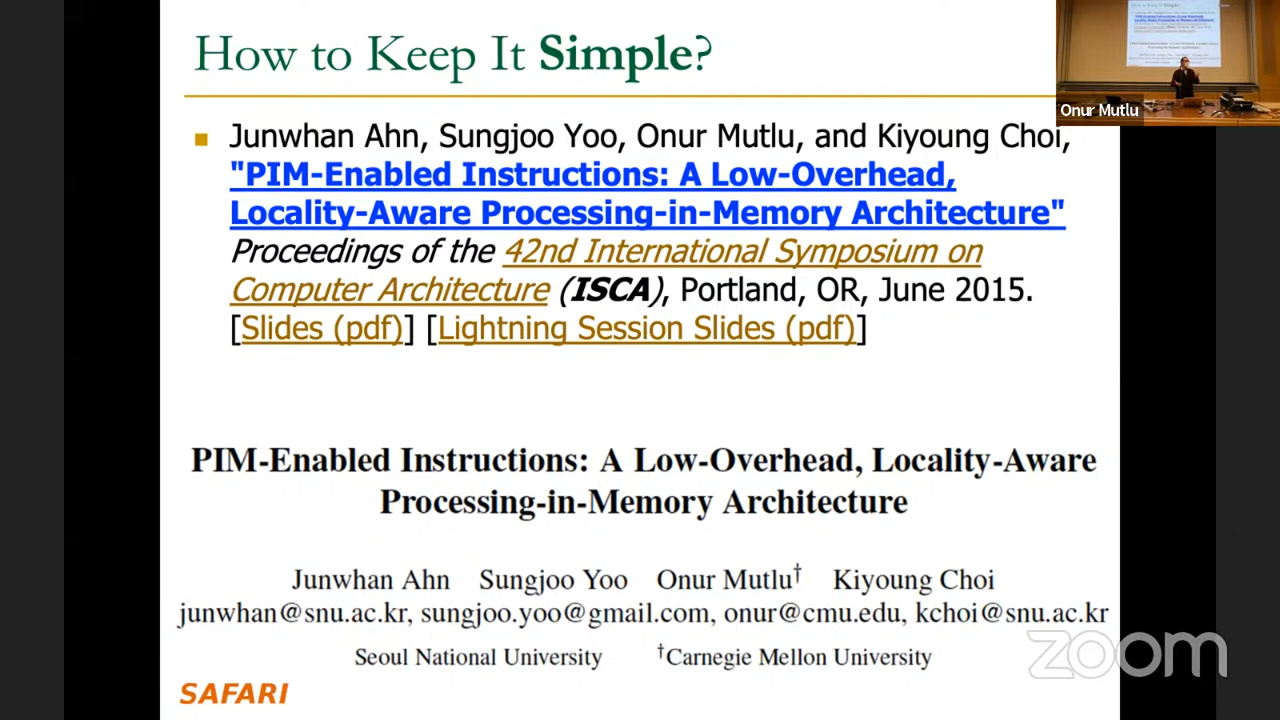 How to Keep It Simple?
Onur Mutlu
■ Junwhan Ahn, Sungjoo Yoo, Onur Mutlu, and Kiyoung Choi,
"PIM-Enabled Instructions: A Low-Overhead,
Locality-Aware Processing-in-Memory Architecture"
Proceedings of the 42nd International Symposium on
Computer Architecture (ISCA), Portland, OR, June 2015.
[Slides (pdf)] [Lightning Session Slides (pdf)]
PIM-Enabled Instructions: A Low-Overhead, Locality-Aware
Processing-in-Memory Architecture
Junwhan Ahn Sungjoo Yoo Onur Mutlu† Kiyoung Choi
junwhan@snu.ac.kr, sungjoo.yoo@gmail.com, onur@cmu.edu, kchoi@snu.ac.kr
Seoul National University †Carnegie Mellon University
SAFARI
zoom